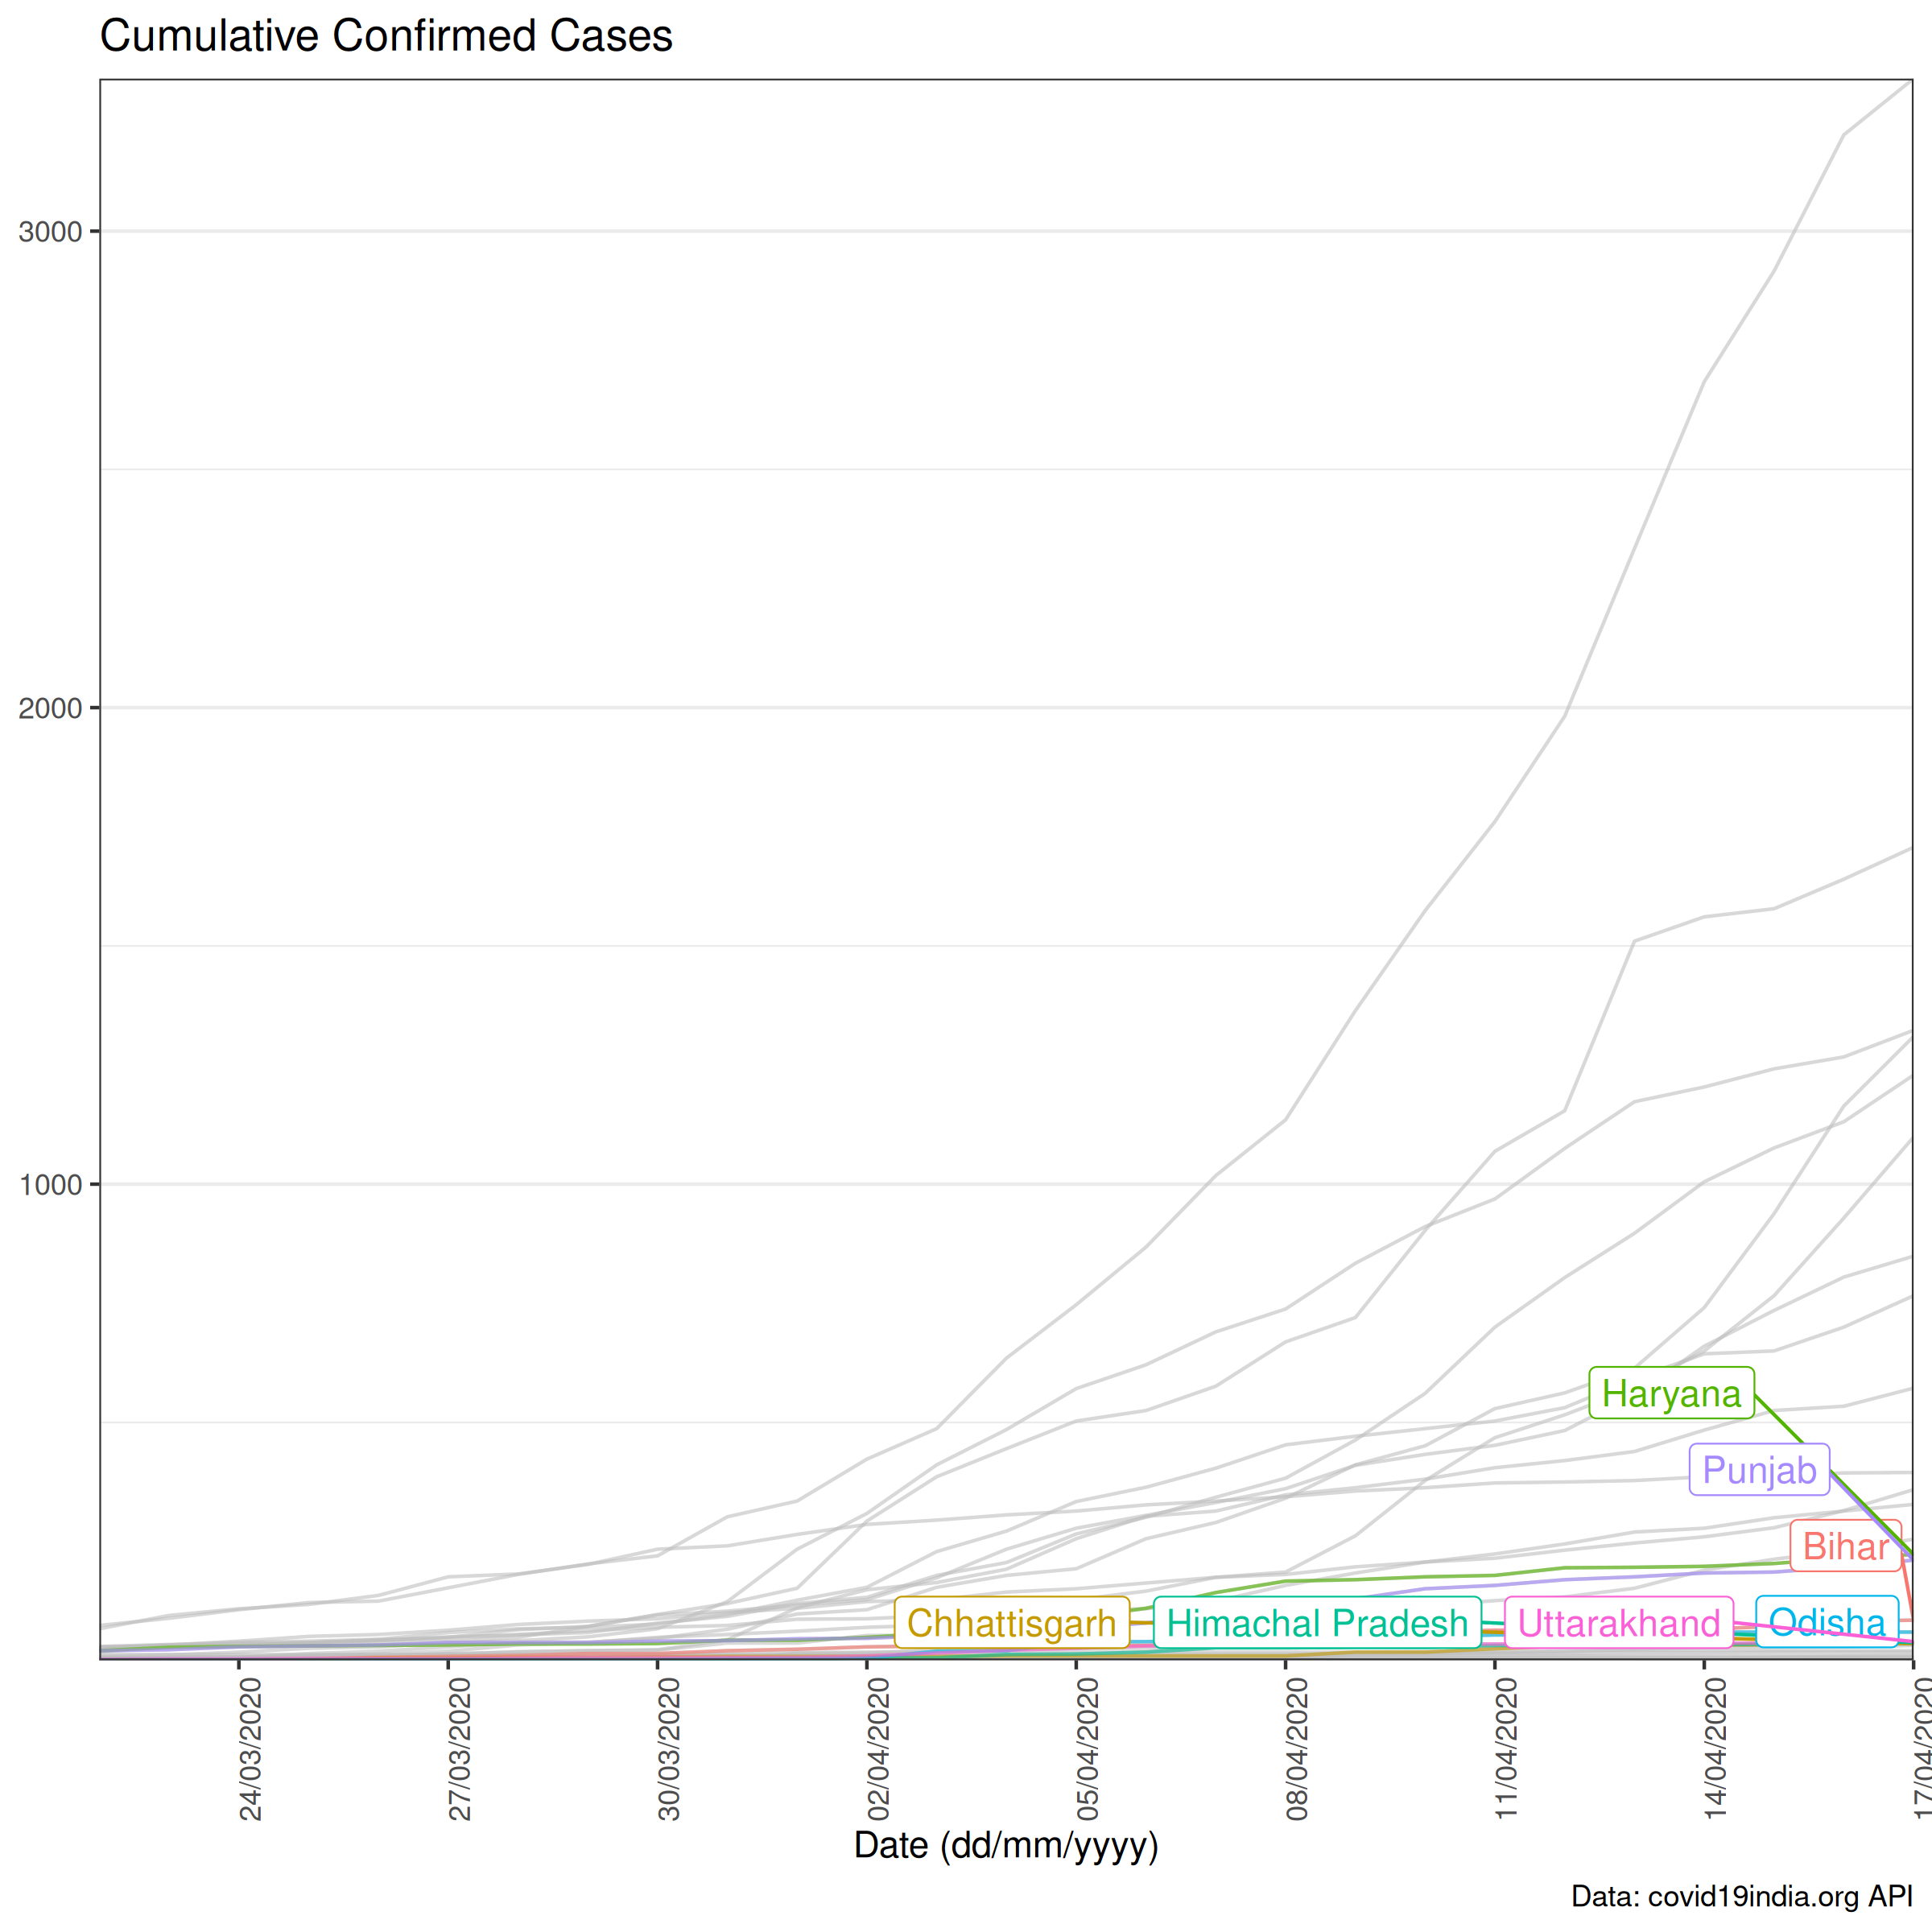 Cumulative Confirmed Cases
3000
2000
1000
Haryana
Punjab
Bihar
Chhattisgarh
Himachal Pradesh
Uttarakhand
Odisha
24/03/2020
27/03/2020
30/03/2020
02/04/2020
05/04/2020
08/04/2020
11/04/2020
14/04/2020
17/04/2020
Date (dd/mm/yyyy)
Data: covid19india.org API